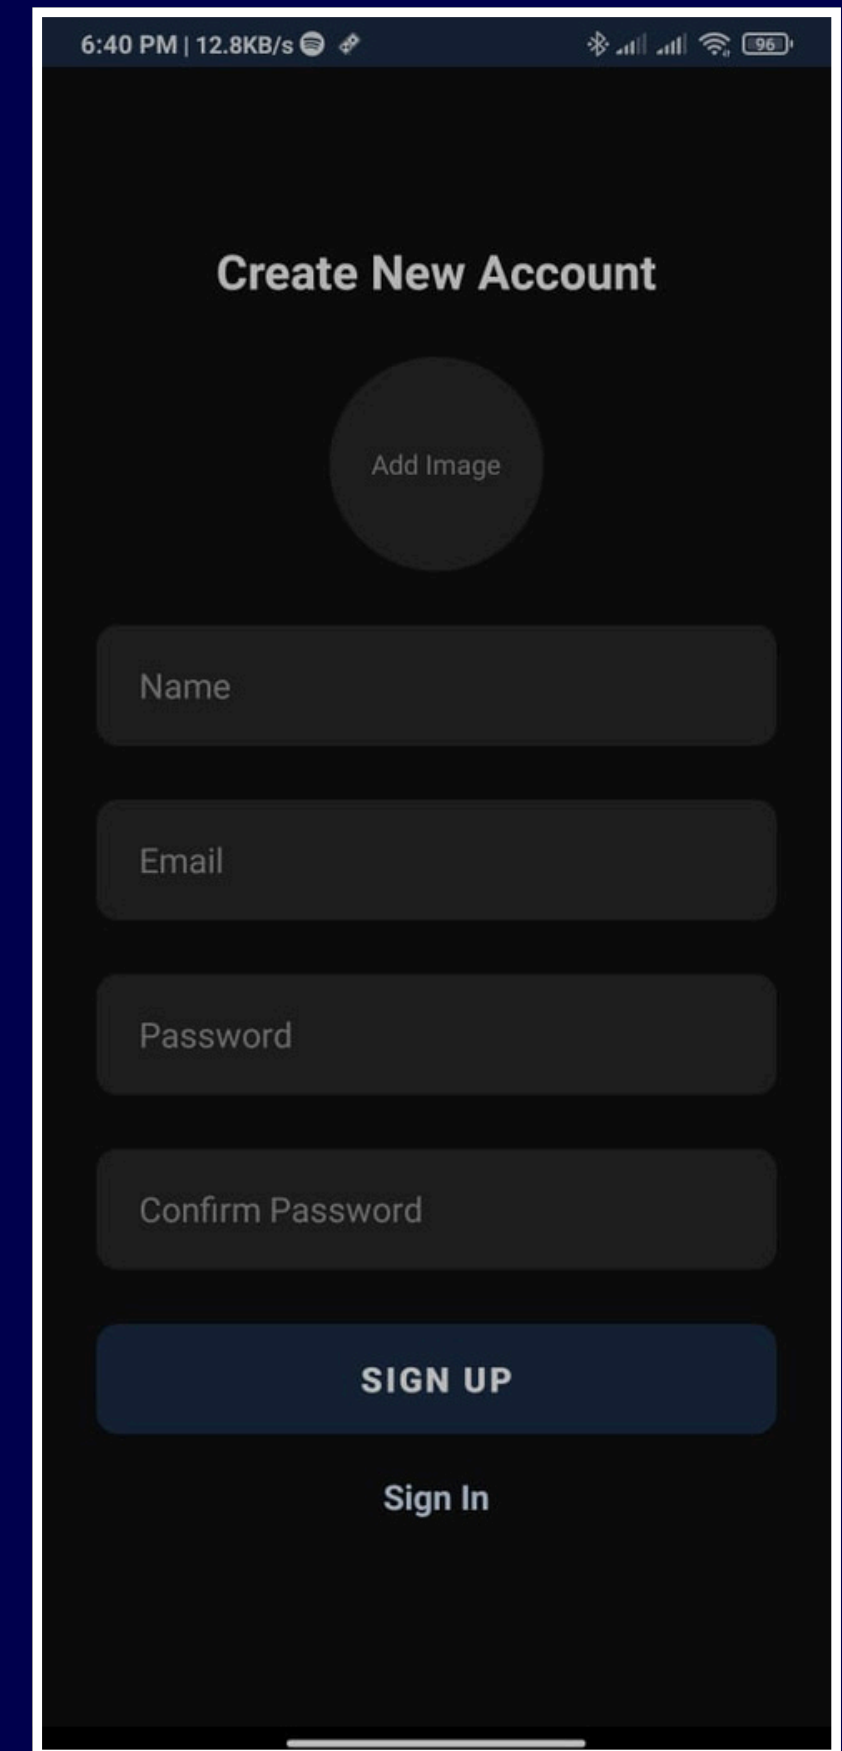 6:40 PM | 12.8KB/s 96
Create New Account
Add Image
Name
Email
Password
Confirm Password
SIGN UP
Sign In